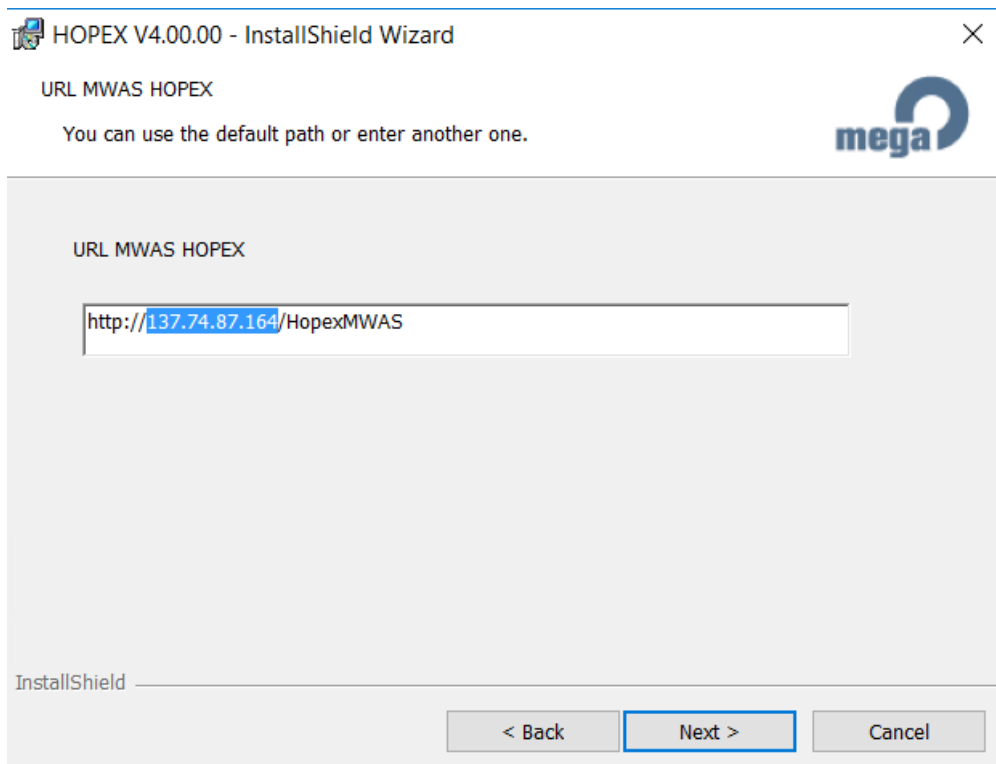 HOPEX V4.00.00 - InstallShield Wizard
URL MWAS HOPEX
You can use the default path or enter another one.
mega
URL MWAS HOPEX
http://137.74.87.164/HopexMWAS
InstallShield
< Back
Next >
Cancel